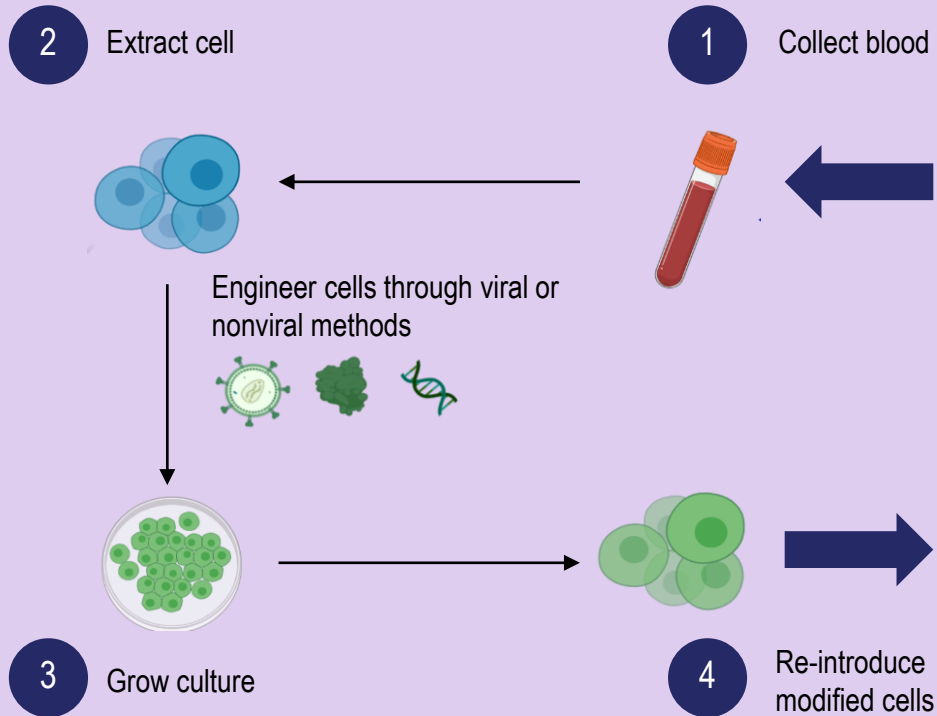 2
Extract cell
1
Collect blood
Engineer cells through viral or
nonviral methods
3
Grow culture
4
Re-introduce
modified cells